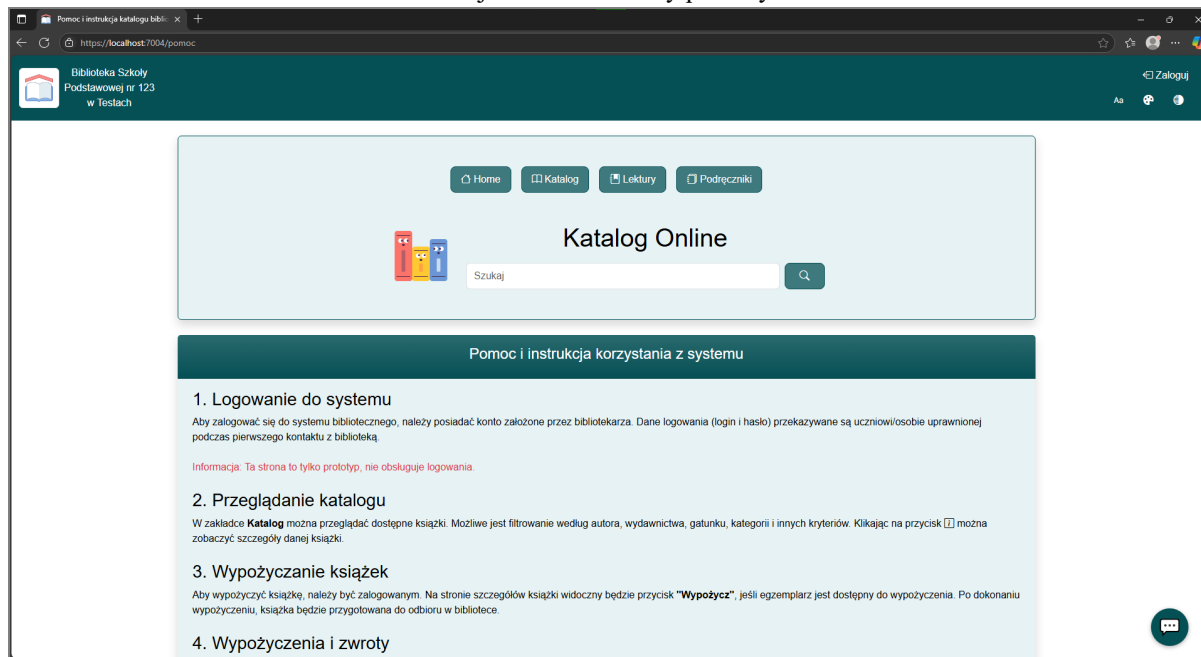 Pomoc i instrukcja katalogu biblio
https://localhost:7004/pomoc
Biblioteka Szkoły
Podstawowej nr 123
w Testach
Zaloguj
Aa
Home
Katalog
Lektury
Podręczniki
Katalog Online
Szukaj
Pomoc i instrukcja korzystania z systemu
1. Logowanie do systemu
Aby zalogować się do systemu bibliotecznego, należy posiadać konto założone przez bibliotekarza. Dane logowania (login i hasło) przekazywane są uczniowi/osobie uprawnionej
podczas pierwszego kontaktu z biblioteką.
Informacja: Ta strona to tylko prototyp, nie obsługuje logowania.
2. Przeglądanie katalogu
W zakładce Katalog można przeglądać dostępne książki. Możliwe jest filtrowanie według autora, wydawnictwa, gatunku, kategorii i innych kryteriów. Klikając na przycisk i można
zobaczyć szczegóły danej książki.
3. Wypożyczanie książek
Aby wypożyczyć książkę, należy być zalogowanym. Na stronie szczegółów książki widoczny będzie przycisk "Wypożycz", jeśli egzemplarz jest dostępny do wypożyczenia. Po dokonaniu
wypożyczeniu, książka będzie przygotowana do odbioru w bibliotece.
4. Wypożyczenia i zwroty